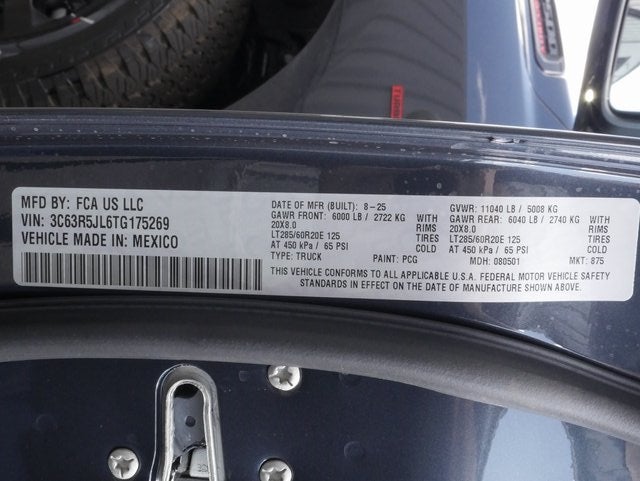 MFD BY: FCA US LLC
VIN: 3C63R5JL6TG175269
VEHICLE MADE IN: MEXICO
DATE OF MFR (BUILT): 8-25 GVWR: 11040 LB / 5008 KG
GAWR FRONT: 6000 LB / 2722 KG WITH GAWR REAR: 6040 LB / 2740 KG WITH
20X8.0 RIMS 20X8.0 RIMS
LT285/60R20E 125 TIRES LT285/60R20E 125 TIRES
AT 450 kPa / 65 PSI COLD AT 450 kPa / 65 PSI COLD
TYPE: TRUCK PAINT: PCG MDH: 080501 MKT: 875
THIS VEHICLE CONFORMS TO ALL APPLICABLE U.S.A. FEDERAL MOTOR VEHICLE SAFETY
STANDARDS IN EFFECT ON THE DATE OF MANUFACTURE SHOWN ABOVE.